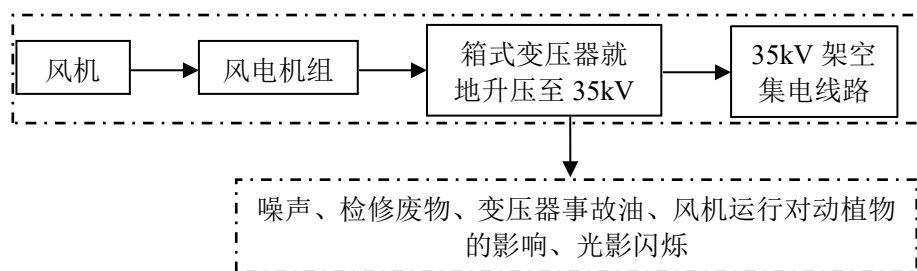 风机
风电机组
箱式变压器就
地升压至 35kV
35kV 架空
集电线路
噪声、检修废物、变压器事故油、风机运行对动植物
的影响、光影闪烁